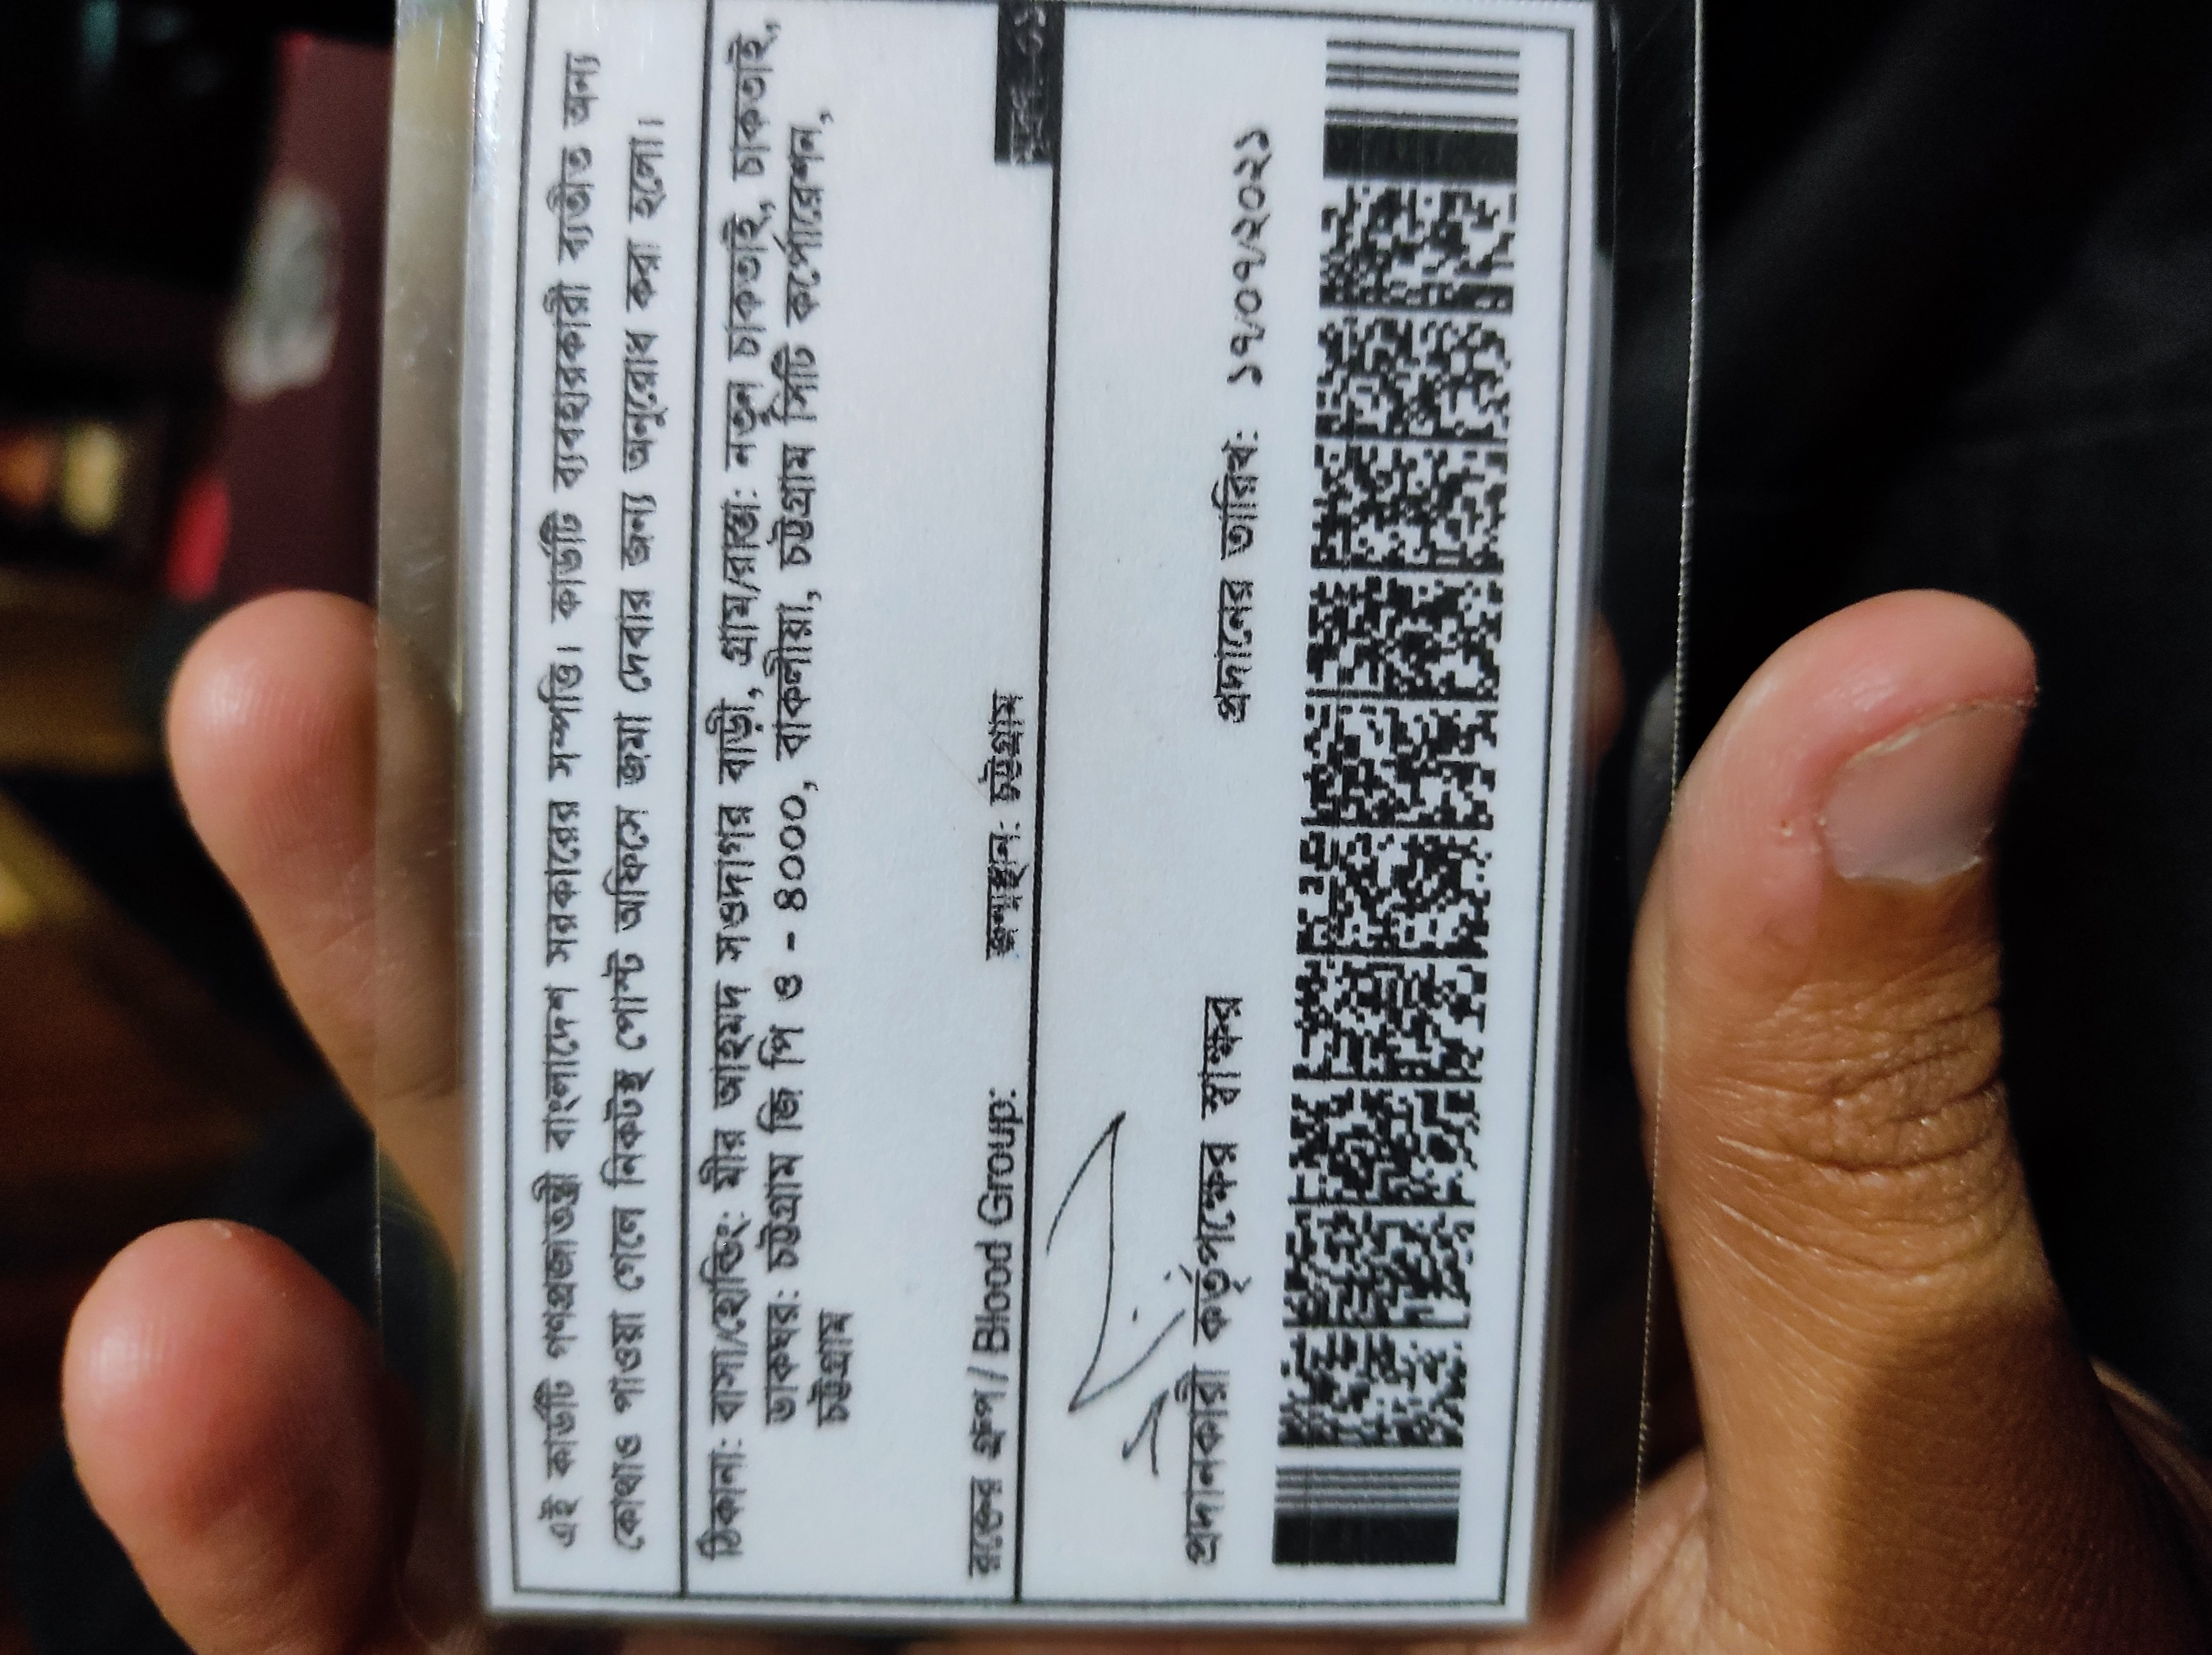 এই কার্ডটি গণপ্রজাতন্ত্রী বাংলাদেশ সরকারের সম্পত্তি। কার্ডটি ব্যবহারকারী ব্যতীত অন্য
কোথাও পাওয়া গেলে নিকটস্থ পোস্ট অফিসে জমা দেবার জন্য অনুরোধ করা হলো।
ঠিকানা: বাসা/হোল্ডিং: মীর আহমদ সওদাগর বাড়ী, গ্রাম/রাস্তা: নতুন চাকতাই, চাকতাই,
ডাকঘর: চট্টগ্রাম জি পি ও - ৪০০০, বাকলীয়া, চট্টগ্রাম সিটি কর্পোরেশন,
চট্টগ্রাম
রক্তের গ্রুপ / Blood Group: জন্মস্থান: চট্টগ্রাম
মুদ্রণ: ০১
প্রদানকারী কর্তৃপক্ষের স্বাক্ষর প্রদানের তারিখ: ১৭/০৭/২০২১